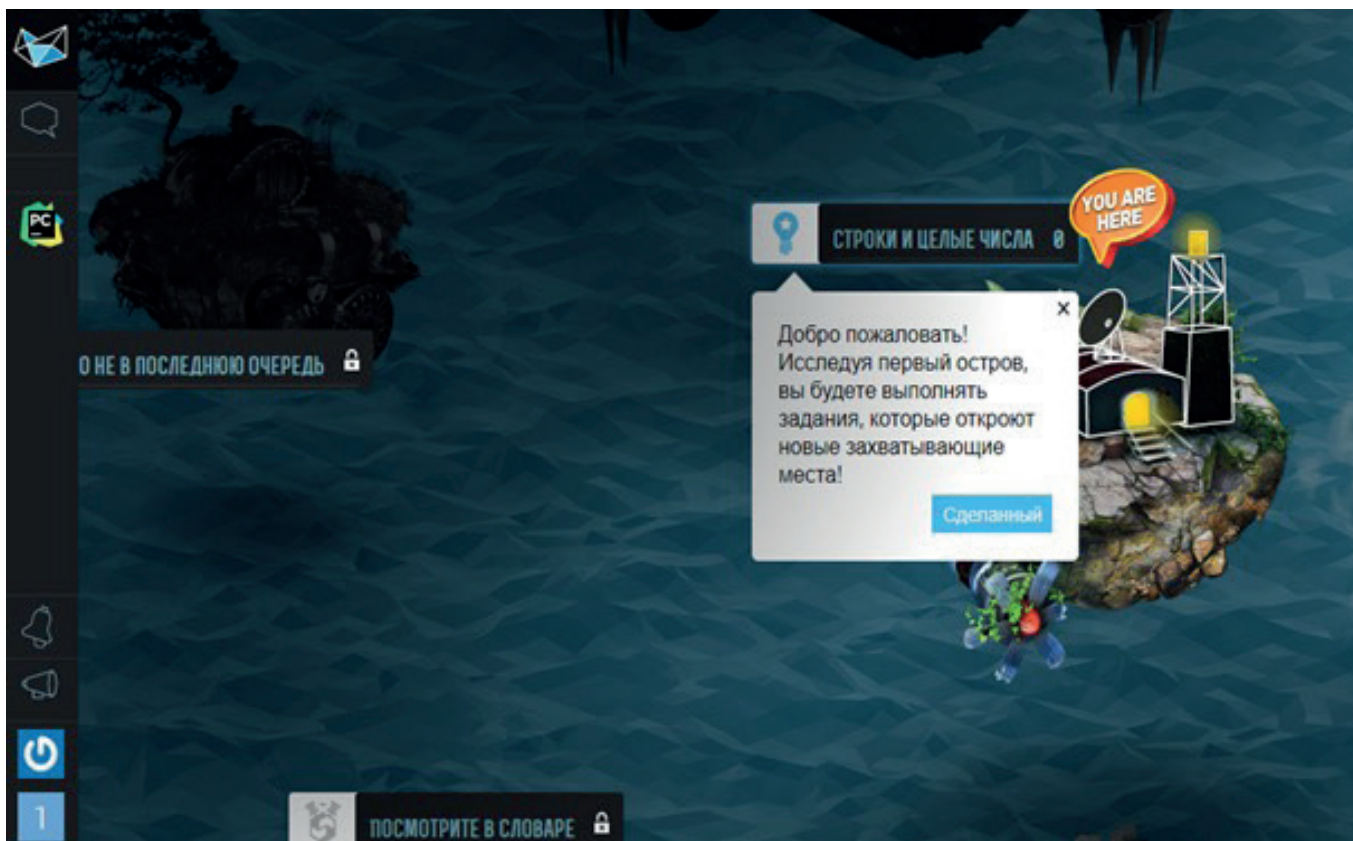 PC
YOU ARE
HERE
СТРОКИ И ЦЕЛЫЕ ЧИСЛА 0
Добро пожаловать!
Исследуя первый остров,
вы будете выполнять
задания, которые откроют
новые захватывающие
места!
Сделанный
О НЕ В ПОСЛЕДНЮЮ ОЧЕРЕДЬ
1
ПОСМОТРИТЕ В СЛОВАРЕ